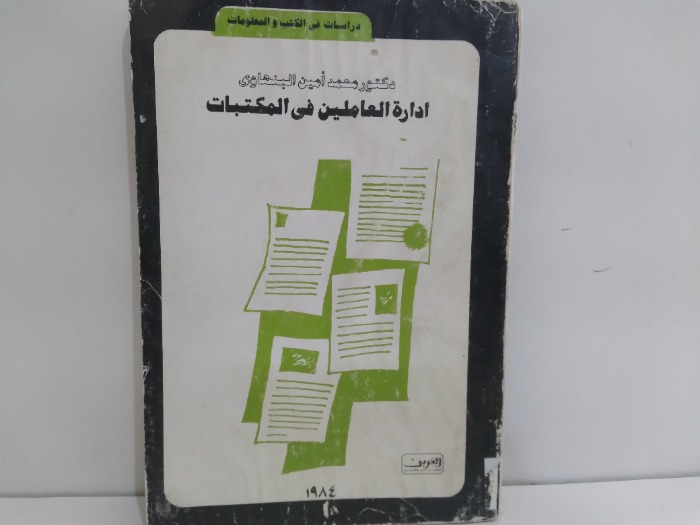 دراسات فى الكتب والمعلومات
دكتور محمد أمين البنهاوى
ادارة العاملين فى المكتبات
العربى
١٩٨٤